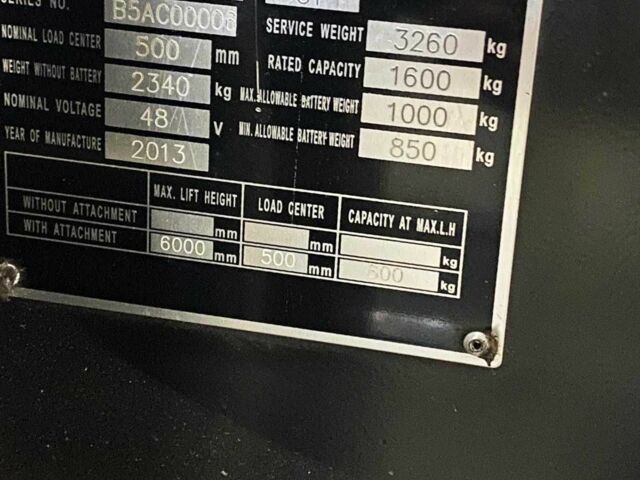 SERIES NO. B5AC00008
SERVICE WEIGHT 3260 kg
NOMINAL LOAD CENTER 500 mm
RATED CAPACITY 1600 kg
WEIGHT WITHOUT BATTERY 2340 kg
MAX. ALLOWABLE BATTERY WEIGHT 1000 kg
NOMINAL VOLTAGE 48 V
MIN. ALLOWABLE BATTERY WEIGHT 850 kg
YEAR OF MANUFACTURE 2013
MAX. LIFT HEIGHT LOAD CENTER CAPACITY AT MAX.L.H
WITHOUT ATTACHMENT mm mm kg
WITH ATTACHMENT 6000 mm 500 mm 600 kg